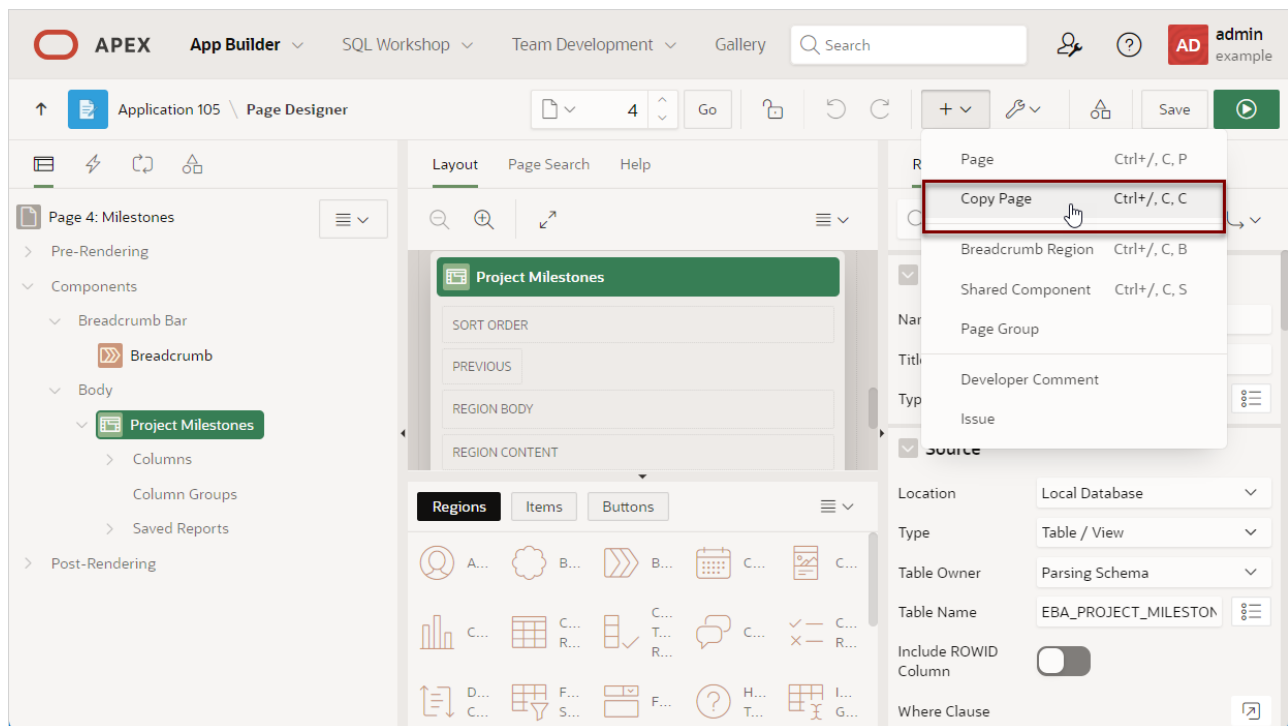 APEX
App Builder
SQL Workshop
Team Development
Gallery
Search
AD
admin
example
Application 105 \ Page Designer
4
Go
Save
Page Ctrl+/, C, P
Copy Page Ctrl+/, C, C
Breadcrumb Region Ctrl+/, C, B
Shared Component Ctrl+/, C, S
Page Group
Developer Comment
Issue
Page 4: Milestones
Pre-Rendering
Components
Breadcrumb Bar
Breadcrumb
Body
Project Milestones
Columns
Column Groups
Saved Reports
Post-Rendering
Layout
Page Search
Help
Project Milestones
SORT ORDER
PREVIOUS
REGION BODY
REGION CONTENT
Regions
Items
Buttons
A...
B...
B...
C...
C...
C...
C...
R...
C...
T...
R...
C...
C...
R...
D...
C...
F...
S...
F...
H...
T...
I...
G...
Source
Location
Local Database
Type
Table / View
Table Owner
Parsing Schema
Table Name
EBA_PROJECT_MILESTON
Include ROWID
Column
Where Clause